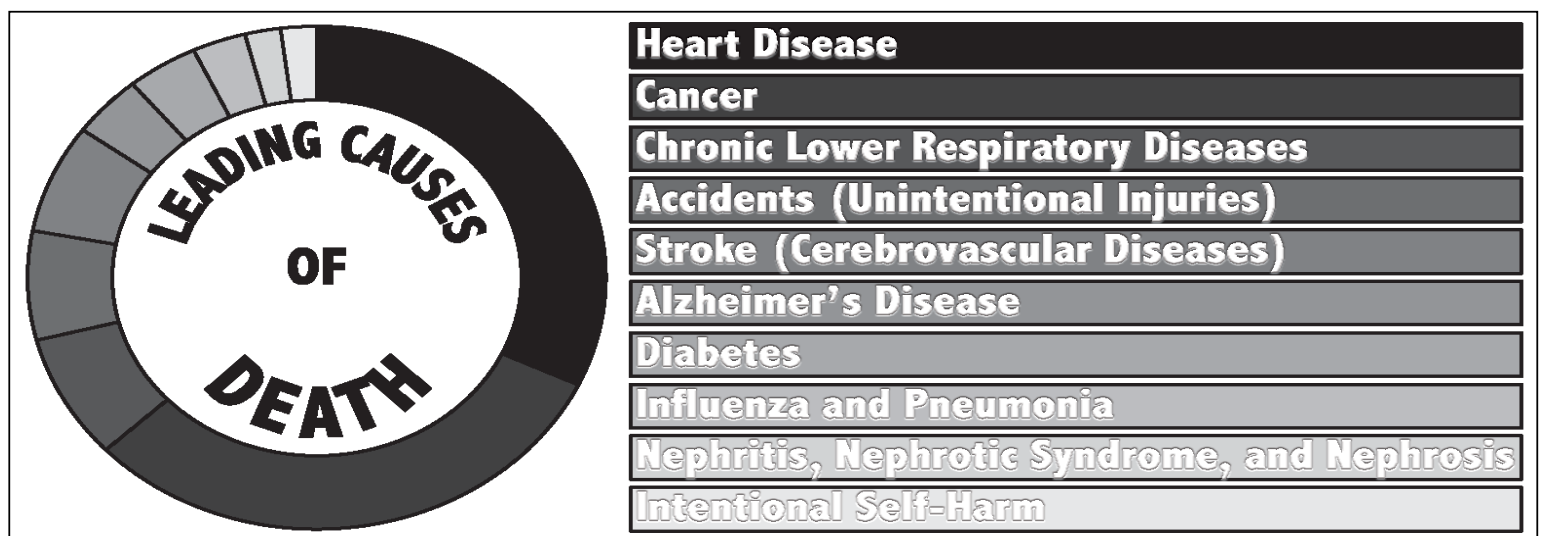 LEADING CAUSES
OF
DEATH
Heart Disease
Cancer
Chronic Lower Respiratory Diseases
Accidents (Unintentional Injuries)
Stroke (Cerebrovascular Diseases)
Alzheimer's Disease
Diabetes
Influenza and Pneumonia
Nephritis, Nephrotic Syndrome, and Nephrosis
Intentional Self-Harm